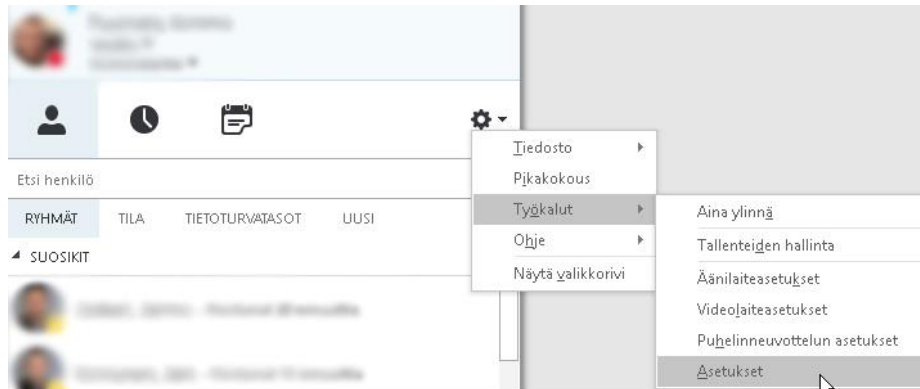 Etsi henkilö
RYHMÄT TILA TIETOTURVATASOT UUSI
SUOSIKIT
Tiedosto
Pikakokous
Työkalut
Ohje
Näytä valikkorivi
Aina ylinnä
Tallenteiden hallinta
Äänilaiteasetukset
Videolaiteasetukset
Puhelinneuvottelun asetukset
Asetukset